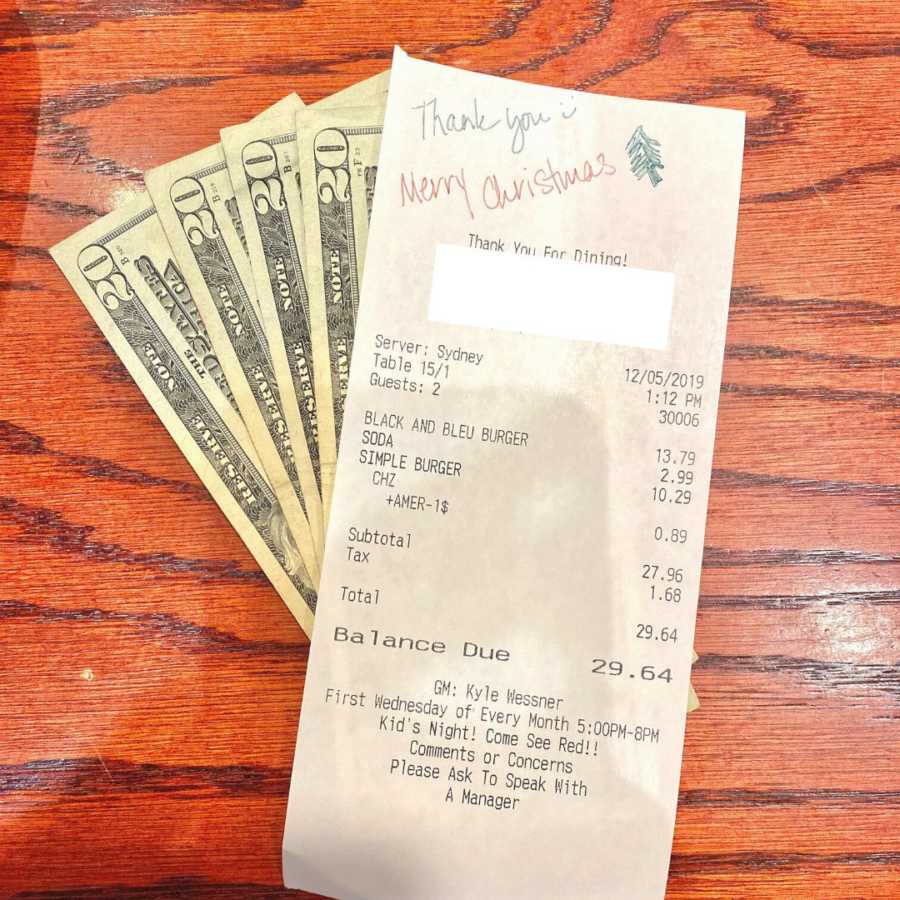 Thank you
Merry Christmas
Thank You For Dining!
Server: Sydney
Table 15/1
Guests: 2
12/05/2019
1:12 PM
30006
BLACK AND BLEU BURGER 13.79
SODA 2.99
SIMPLE BURGER 10.29
CHZ
+AMER-1$ 0.89
Subtotal 27.96
Tax 1.68
Total 29.64
Balance Due 29.64
GM: Kyle Wessner
First Wednesday of Every Month 5:00PM-8PM
Kid's Night! Come See Red!!
Comments or Concerns
Please Ask To Speak With
A Manager
20
20
20
20
THE
RESERVE NOTE
RESERVE NOTE
RESERVE NOTE
RESERVE NOTE